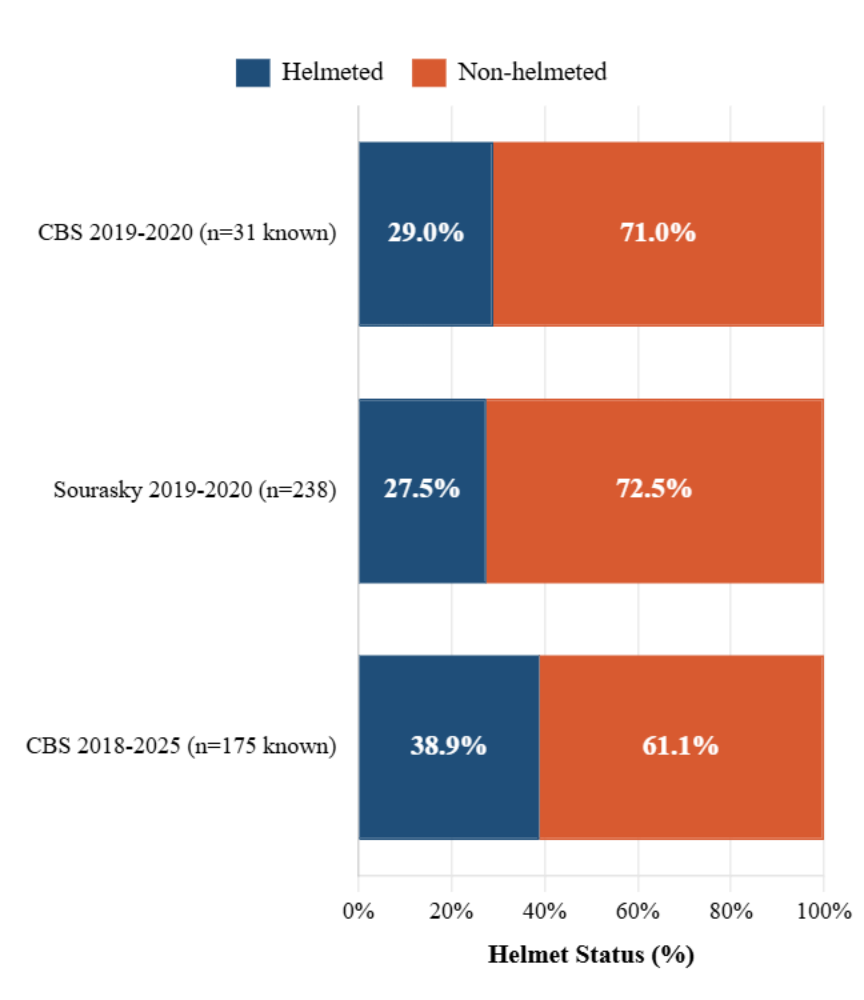 Helmeted Non-helmeted
CBS 2019-2020 (n=31 known) 29.0% 71.0%
Sourasky 2019-2020 (n=238) 27.5% 72.5%
CBS 2018-2025 (n=175 known) 38.9% 61.1%
0% 20% 40% 60% 80% 100%
Helmet Status (%)